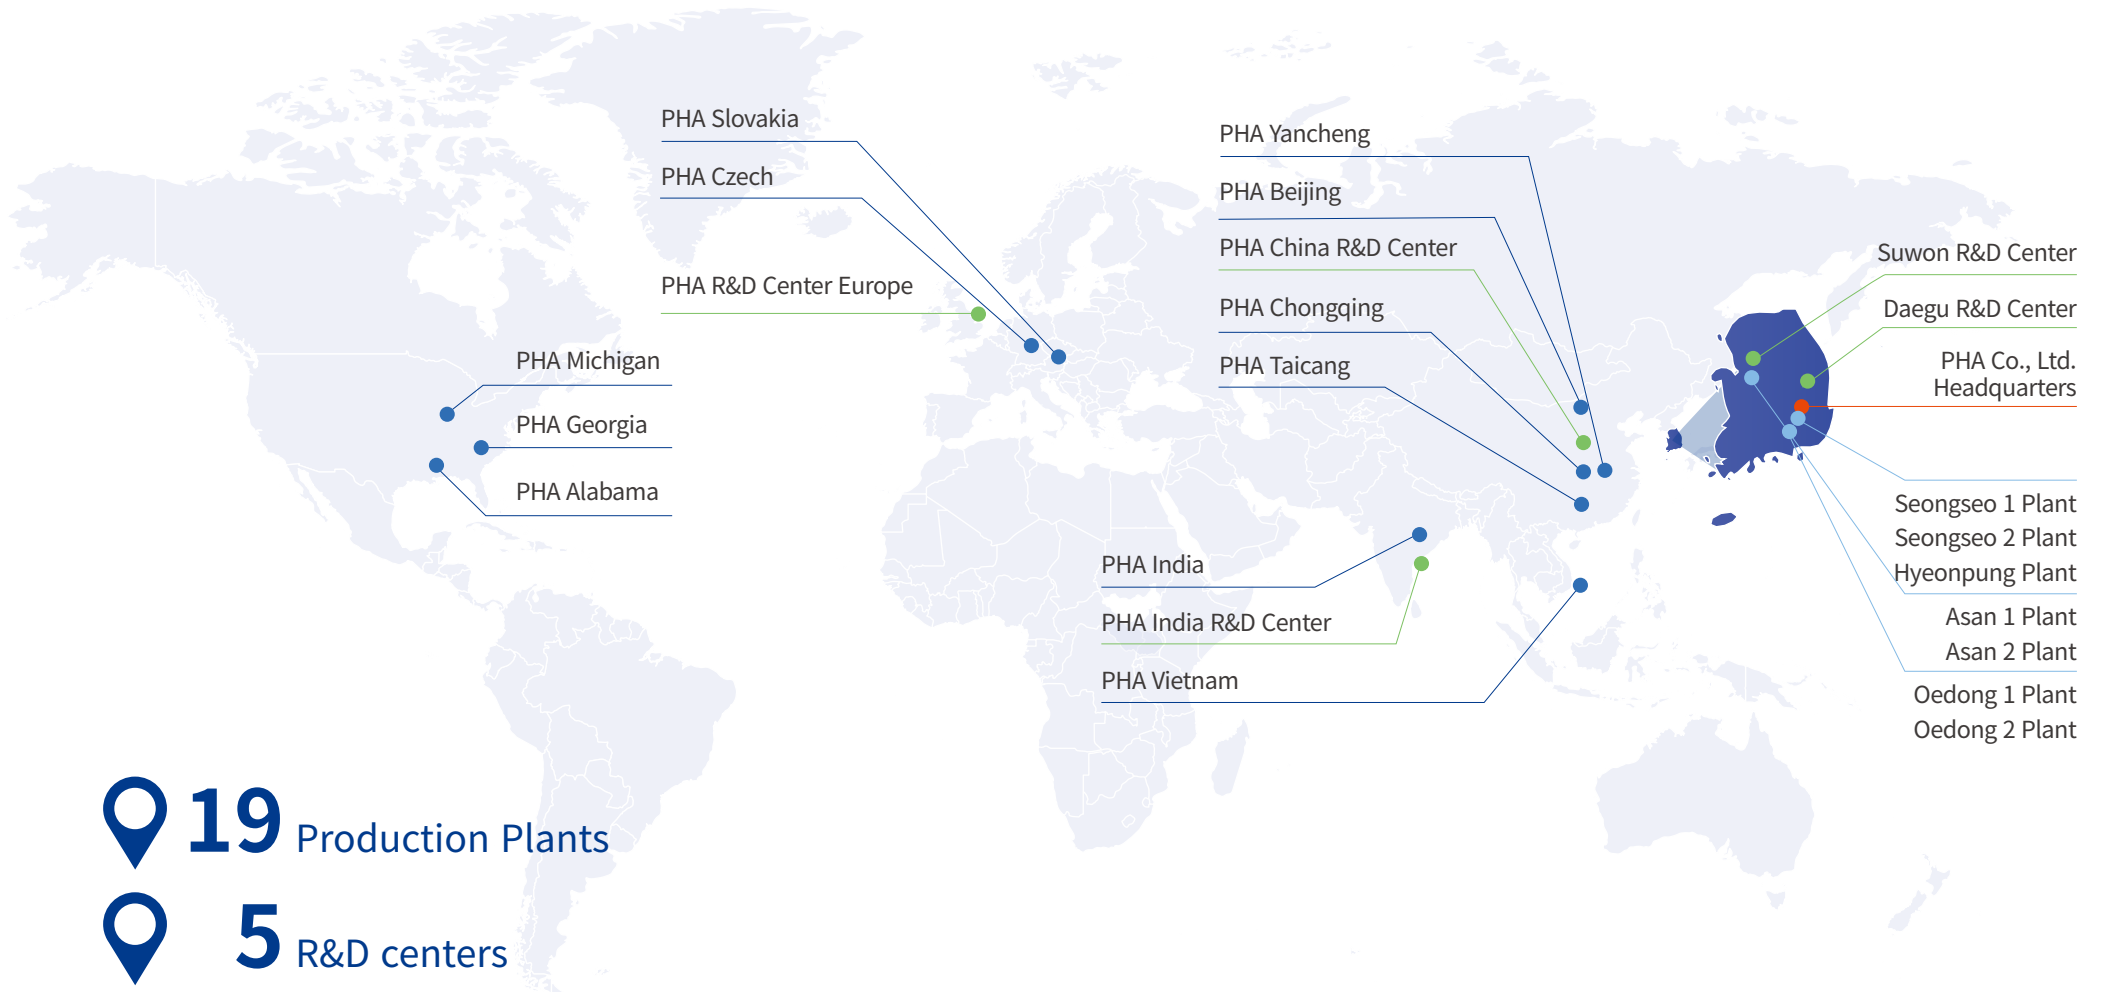 PHA Slovakia
PHA Czech
PHA R&D Center Europe
PHA Michigan
PHA Georgia
PHA Alabama
PHA Yancheng
PHA Beijing
PHA China R&D Center
PHA Chongqing
PHA Taicang
PHA India
PHA India R&D Center
PHA Vietnam
Suwon R&D Center
Daegu R&D Center
PHA Co., Ltd.
Headquarters
Seongseo 1 Plant
Seongseo 2 Plant
Hyeonpung Plant
Asan 1 Plant
Asan 2 Plant
Oedong 1 Plant
Oedong 2 Plant
19 Production Plants
5 R&D centers